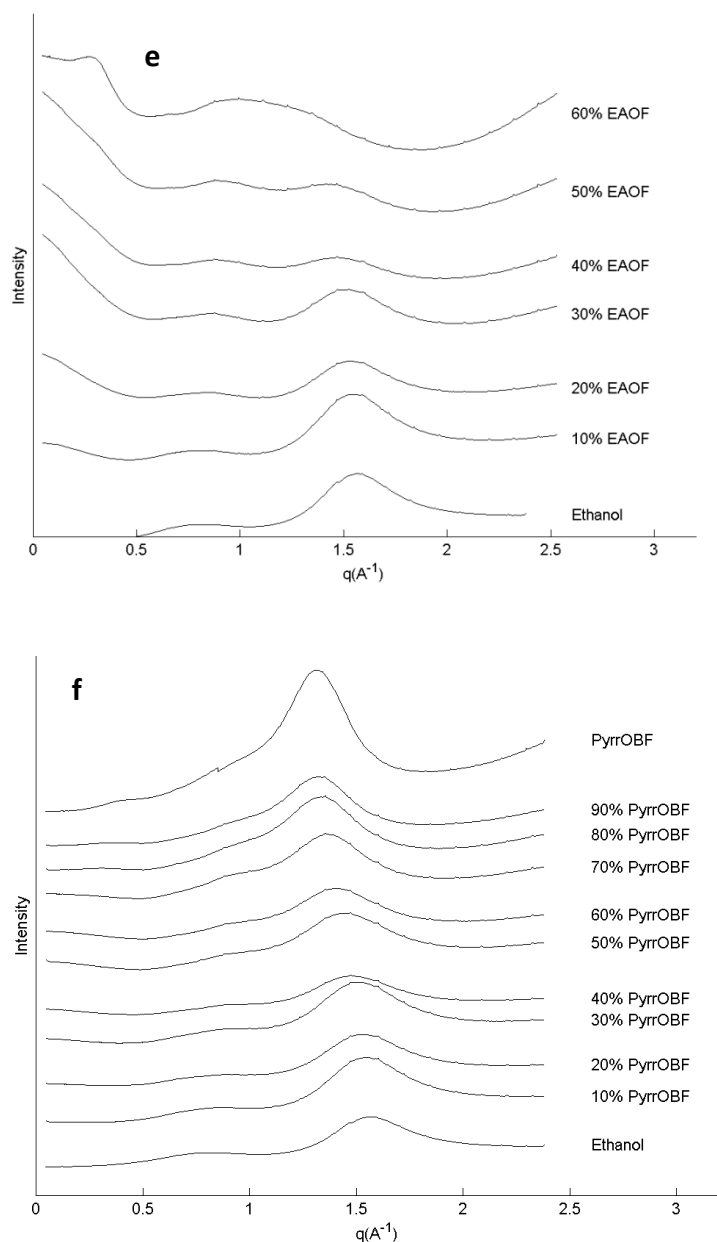 e
60% EAOF
50% EAOF
40% EAOF
30% EAOF
20% EAOF
10% EAOF
Ethanol
Intensity
0 0.5 1 1.5 2 2.5 3
q(A⁻¹)
f
PyrrOBF
90% PyrrOBF
80% PyrrOBF
70% PyrrOBF
60% PyrrOBF
50% PyrrOBF
40% PyrrOBF
30% PyrrOBF
20% PyrrOBF
10% PyrrOBF
Ethanol
Intensity
0 0.5 1 1.5 2 2.5 3
q(A⁻¹)